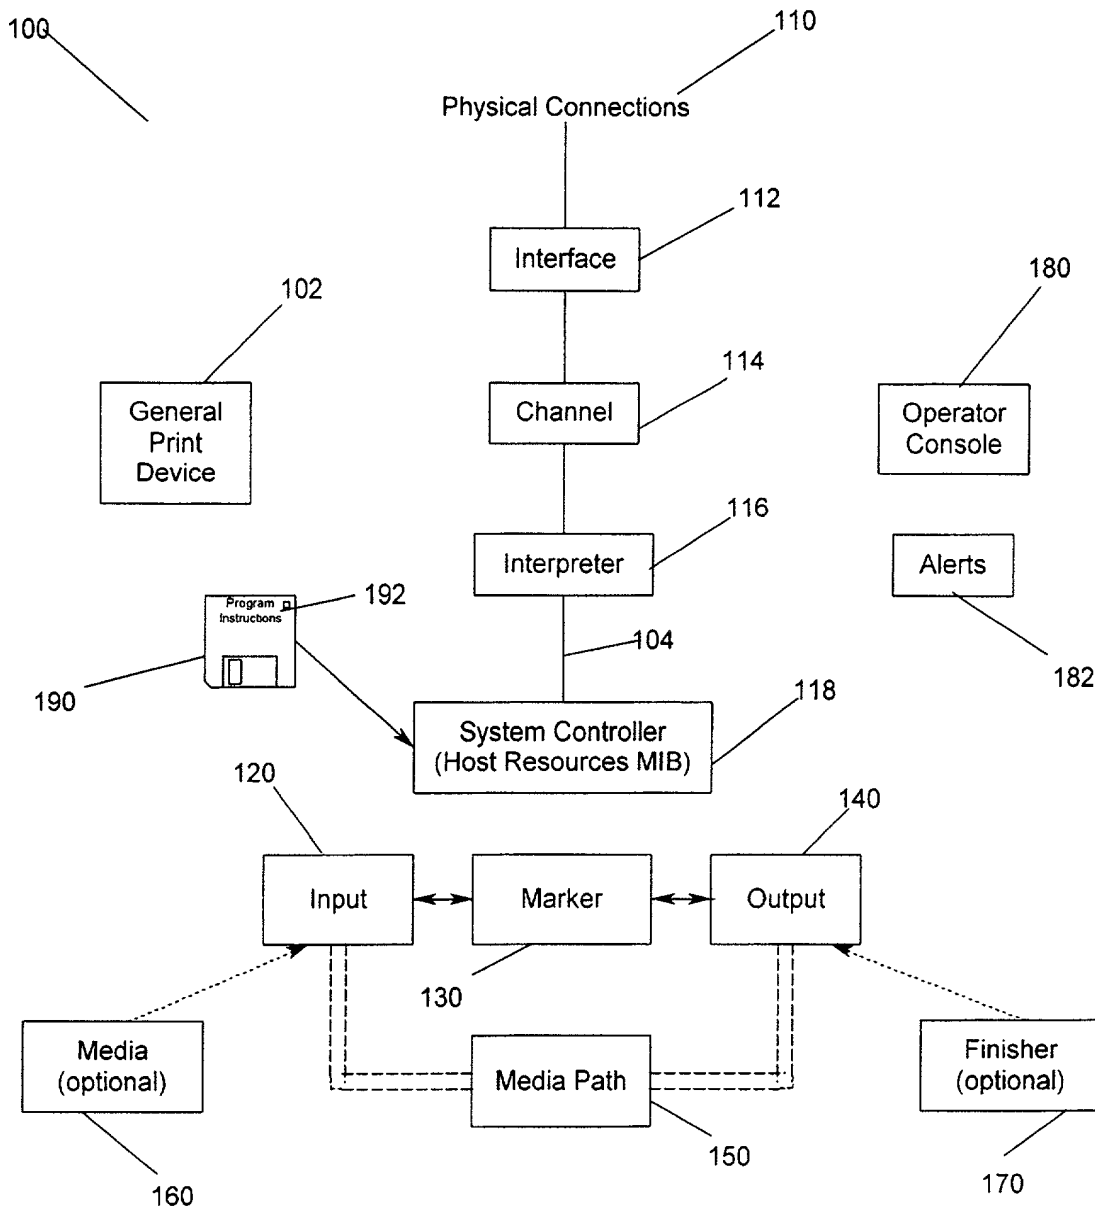 100
110
Physical Connections
112
Interface
102
180
114
General
Print
Device
Channel
Operator
Console
116
Interpreter
Alerts
Program
Instructions
192
104
190
182
118
System Controller
(Host Resources MIB)
120
140
Input
Marker
Output
130
Media
(optional)
Media Path
Finisher
(optional)
150
160
170